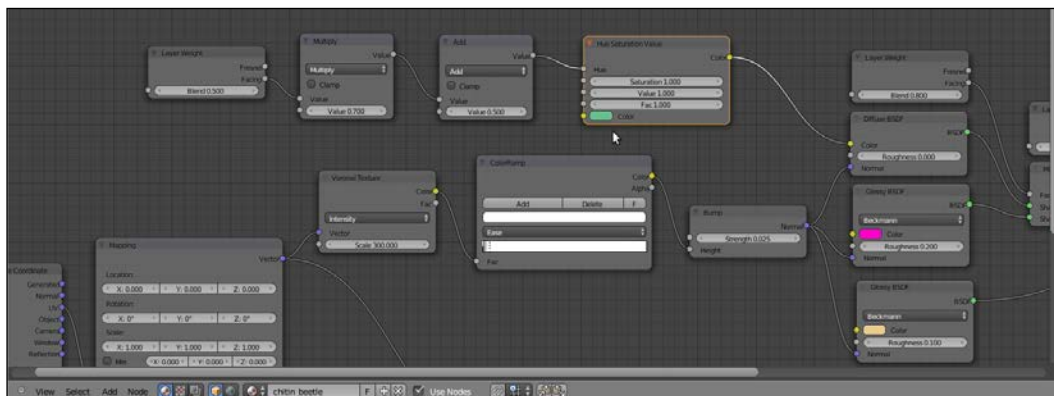 Layer Weight
Fresnel
Facing
Blend 0.500
Multiply
Value
Multiply
Clamp
Value
Value 0.700
Add
Value
Add
Clamp
Value
Value 0.500
Hue Saturation Value
Color
Hue
Saturation 1.000
Value 1.000
Fac 1.000
Color
Layer Weight
Fresnel
Facing
Blend 0.800
Diffuse BSDF
BSDF
Color
Roughness 0.000
Normal
Voronoi Texture
Color
Fac
Intensity
Vector
Scale 300.000
ColorRamp
Color
Alpha
Add Delete F
Ease
Fac
Bump
Normal
Strength 0.025
Height
Glossy BSDF
BSDF
Beckmann
Color
Roughness 0.200
Normal
Mapping
Vector
Location:
X: 0.000 Y: 0.000 Z: 0.000
Rotation:
X: 0° Y: 0° Z: 0°
Scale:
X: 1.000 Y: 1.000 Z: 1.000
Min X: 0.000 Y: 0.000 Z: 0.000
Coordinate
Generated
Normal
UV
Object
Camera
Window
Reflection
Glossy BSDF
BSDF
Beckmann
Color
Roughness 0.100
Normal
View Select Add Node chitin_beetle F Use Nodes